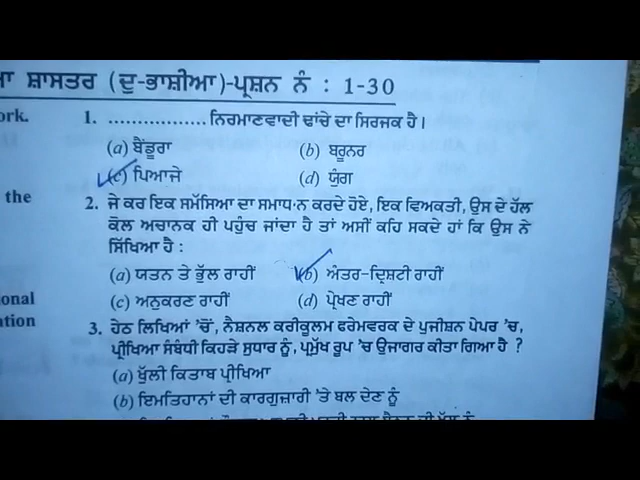 ਸ਼ਾਸਤਰ (ਦੁ-ਭਾਸ਼ੀਆ)-ਪ੍ਰਸ਼ਨ ਨੰ : 1-30
ork.
1. ................. ਨਿਰਮਾਣਵਾਦੀ ਢਾਂਚੇ ਦਾ ਸਿਰਜਕ ਹੈ।
(a) ਬੈਂਡੂਰਾ (b) ਬਰੂਨਰ
(c) ਪਿਆਜੇ (d) ਯੁੰਗ
the
2. ਜੇ ਕਰ ਇਕ ਸਮੱਸਿਆ ਦਾ ਸਮਾਧਾਨ ਕਰਦੇ ਹੋਏ, ਇਕ ਵਿਅਕਤੀ, ਉਸ ਦੇ ਹੱਲ
ਕੋਲ ਅਚਾਨਕ ਹੀ ਪਹੁੰਚ ਜਾਂਦਾ ਹੈ ਤਾਂ ਅਸੀਂ ਕਹਿ ਸਕਦੇ ਹਾਂ ਕਿ ਉਸ ਨੇ
ਸਿੱਖਿਆ ਹੈ :
(a) ਯਤਨ ਤੇ ਭੁੱਲ ਰਾਹੀਂ (b) ਅੰਤਰ-ਦ੍ਰਿਸ਼ਟੀ ਰਾਹੀਂ
(c) ਅਨੁਕਰਣ ਰਾਹੀਂ (d) ਪ੍ਰੇਖਣ ਰਾਹੀਂ
ional
ation
3. ਹੇਠ ਲਿਖਿਆਂ ’ਚੋਂ, ਨੈਸ਼ਨਲ ਕਰੀਕੂਲਮ ਫਰੇਮਵਰਕ ਦੇ ਪੁਜੀਸ਼ਨ ਪੇਪਰ ’ਚ,
ਪ੍ਰੀਖਿਆ ਸੰਬੰਧੀ ਕਿਹੜੇ ਸੁਧਾਰ ਨੂੰ, ਪ੍ਰਮੁੱਖ ਰੂਪ ’ਚ ਉਜਾਗਰ ਕੀਤਾ ਗਿਆ ਹੈ ?
(a) ਖੁੱਲੀ ਕਿਤਾਬ ਪ੍ਰੀਖਿਆ
(b) ਇਮਤਿਹਾਨਾਂ ਦੀ ਕਾਰਗੁਜ਼ਾਰੀ ’ਤੇ ਬਲ ਦੇਣ ਨੂੰ